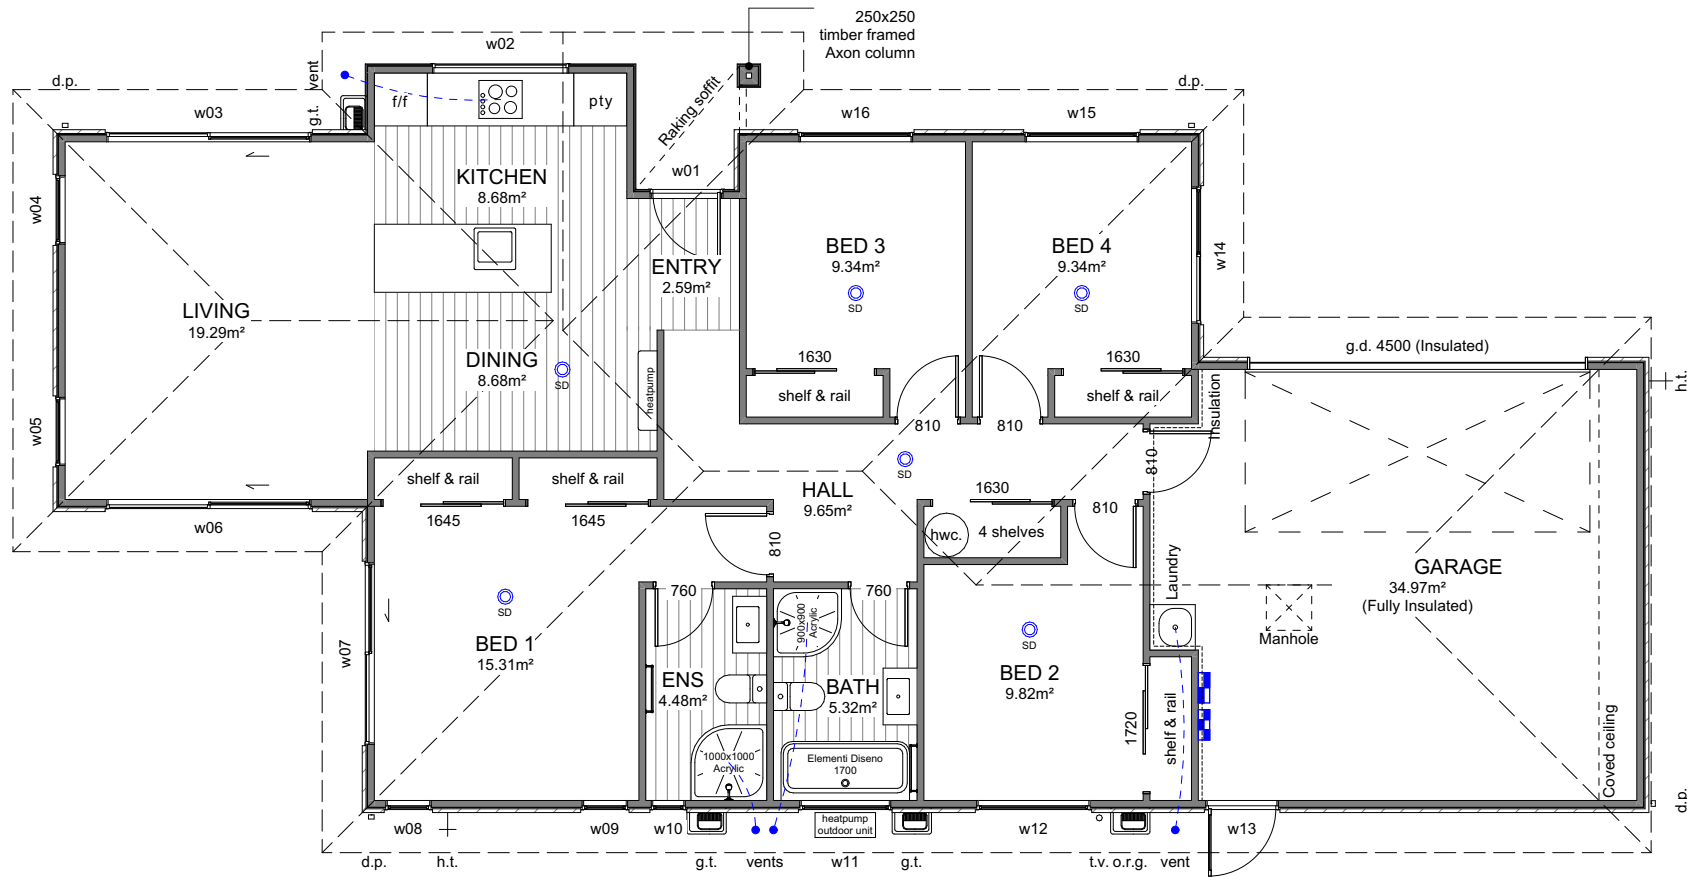 250x250
timber framed
Axon column
w02
d.p.
vent
g.t.
w03
f/f
pty
Raking soffit
w16
w15
d.p.
w01
KITCHEN
8.68m²
w04
ENTRY
2.59m²
BED 3
9.34m²
SD
BED 4
9.34m²
SD
w14
LIVING
19.29m²
DINING
8.68m²
SD
heatpump
1630
shelf & rail
1630
shelf & rail
g.d. 4500 (Insulated)
h.t.
Insulation
w05
810
810
810
shelf & rail
shelf & rail
SD
1645
1645
HALL
9.65m²
1630
810
w06
810
hwc.
4 shelves
GARAGE
34.97m²
(Fully Insulated)
Laundry
Manhole
SD
760
760
900x900
Acrylic
w07
BED 1
15.31m²
ENS
4.48m²
BATH
5.32m²
SD
BED 2
9.82m²
1720
shelf & rail
1000x1000
Acrylic
Elementi Diseno
1700
Coved ceiling
d.p.
w08
w09
w10
heatpump
outdoor unit
w12
w13
d.p.
h.t.
g.t.
vents
w11
g.t.
t.v.
o.r.g.
vent